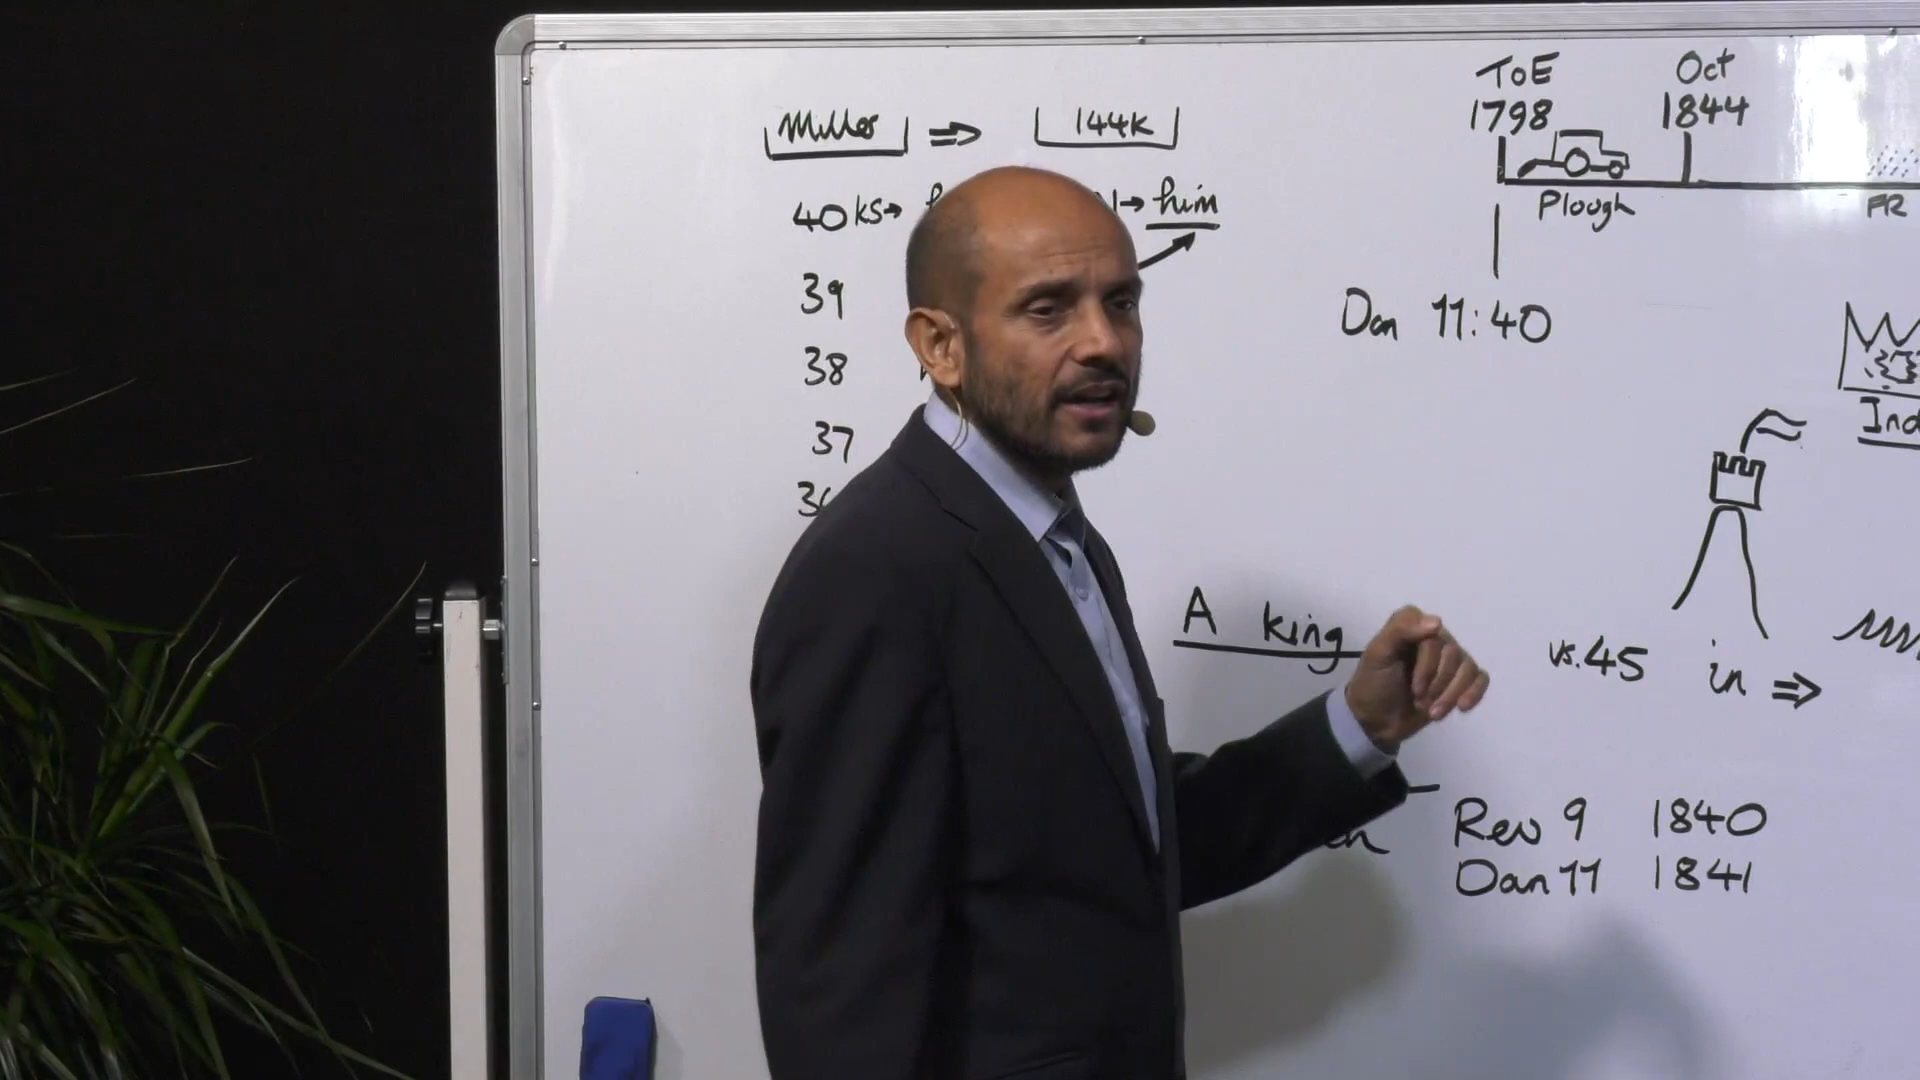 Miller ⇒ 144K
40 KS→
→ him
39
38
37
A king
ToE
1798
Oct
1844
Plough
FR
Dan 11:40
vs. 45 in ⇒
Rev 9 1840
Dan 11 1841